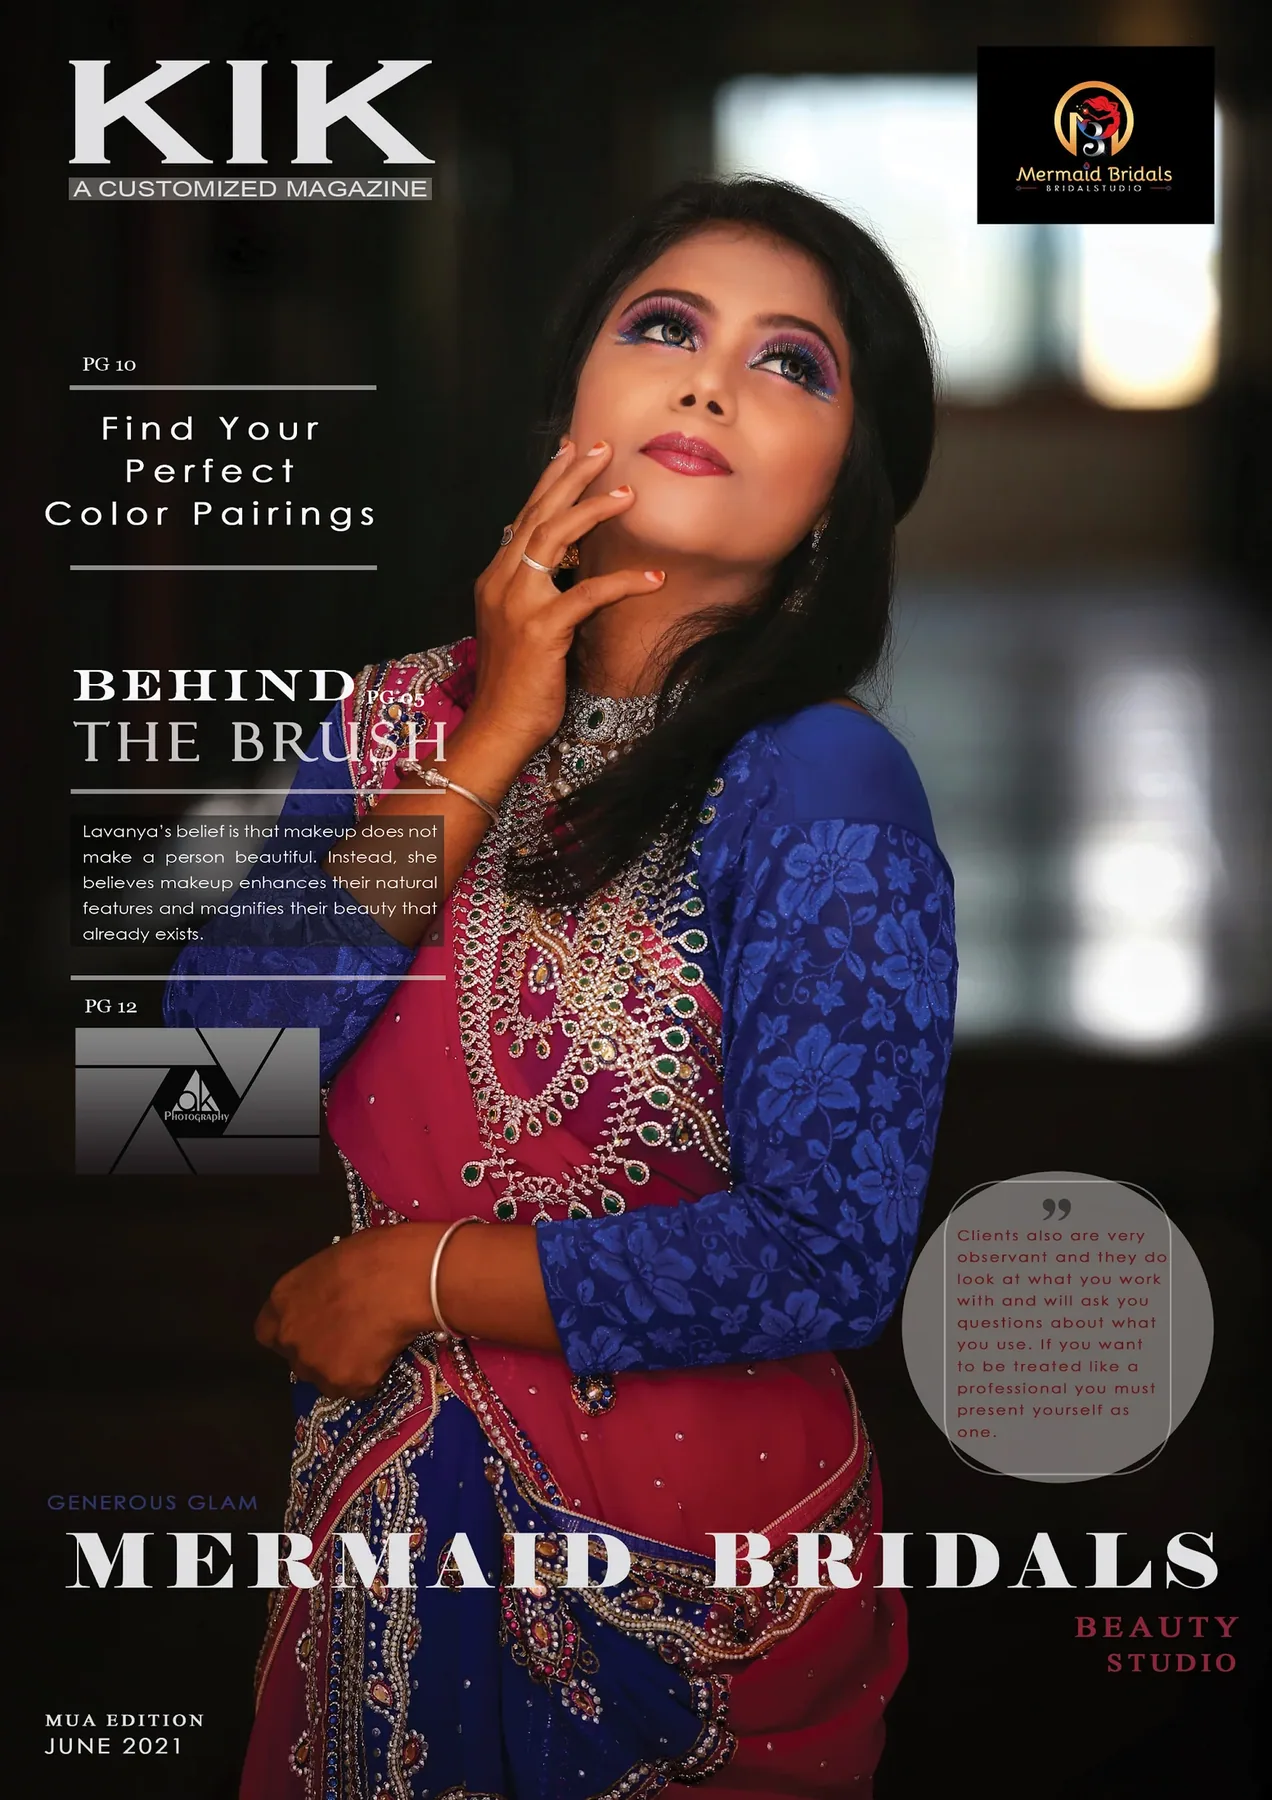 KIK
A CUSTOMIZED MAGAZINE
Mermaid Bridals
BRIDALSTUDIO
PG 10
Find Your
Perfect
Color Pairings
BEHIND PG 05
THE BRUSH
Lavanya's belief is that makeup does not
make a person beautiful. Instead, she
believes makeup enhances their natural
features and magnifies their beauty that
already exists.
PG 12
ak
PHOTOGRAPHY
”
Clients also are very
observant and they do
look at what you work
with and will ask you
questions about what
you use. If you want
to be treated like a
professional you must
present yourself as
one.
GENEROUS GLAM
MERMAID BRIDALS
BEAUTY
STUDIO
MUA EDITION
JUNE 2021